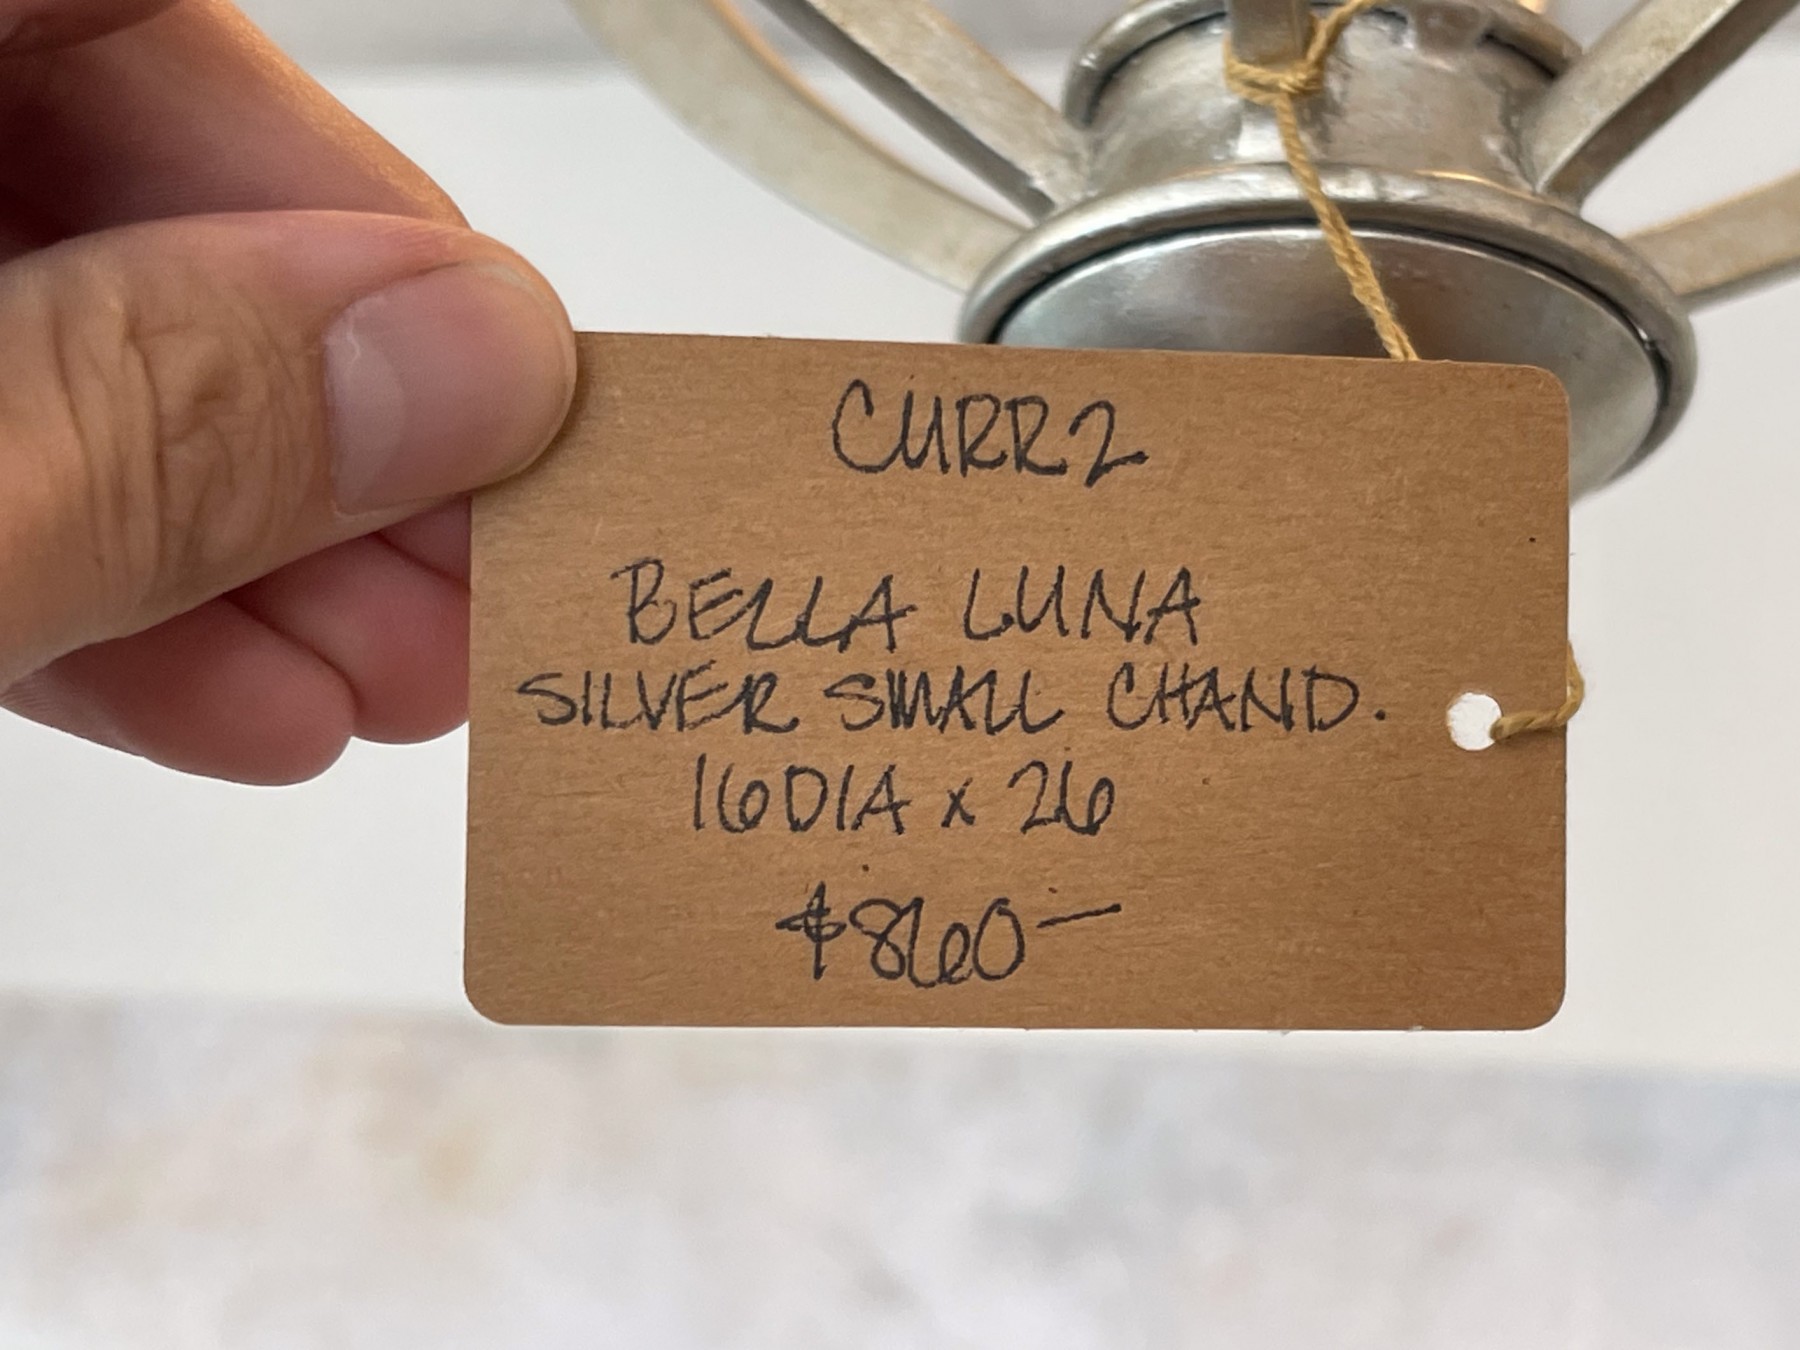 CURR2
BELLA LUNA
SILVER SMALL CHAND.
16DIA x 26
$860—